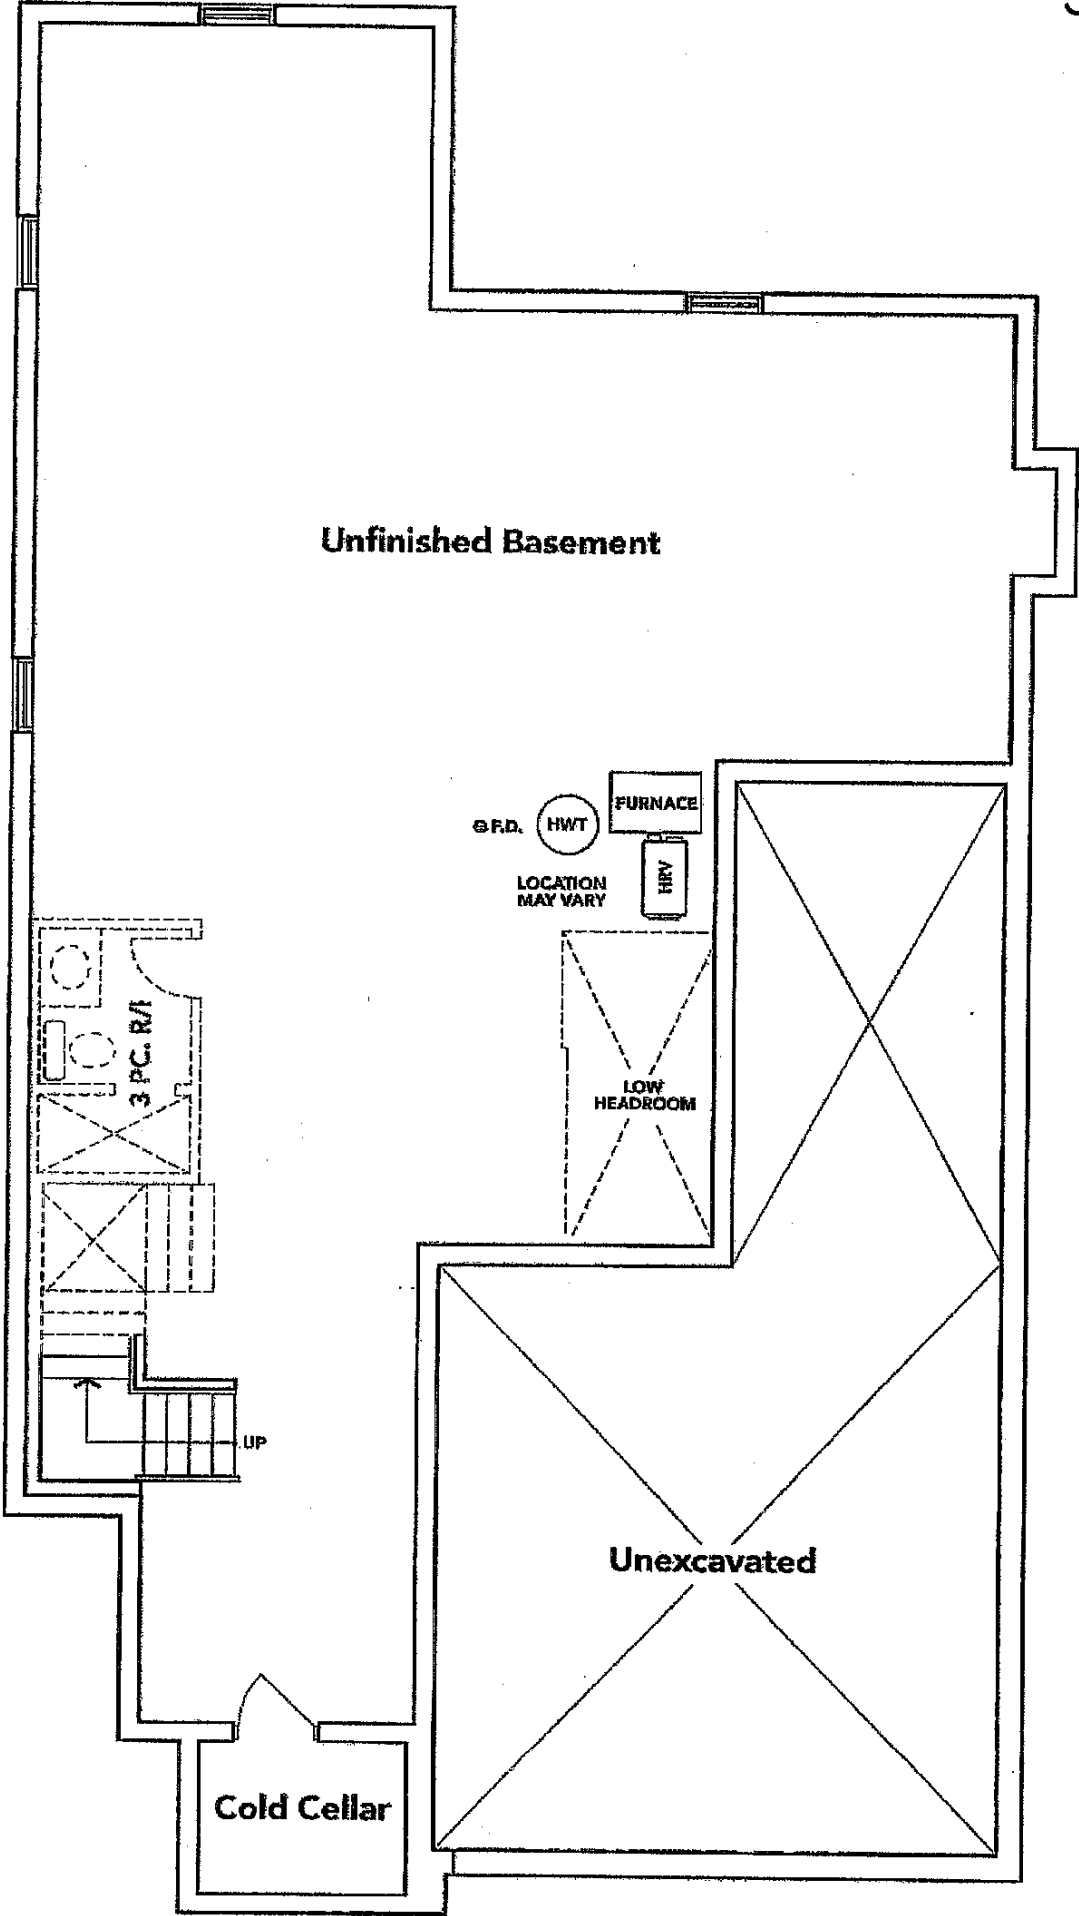 Unfinished Basement
FURNACE
HWT
F.D.
HRV
LOCATION
MAY VARY
3 PC. R/I
LOW
HEADROOM
UP
Unexcavated
Cold Cellar